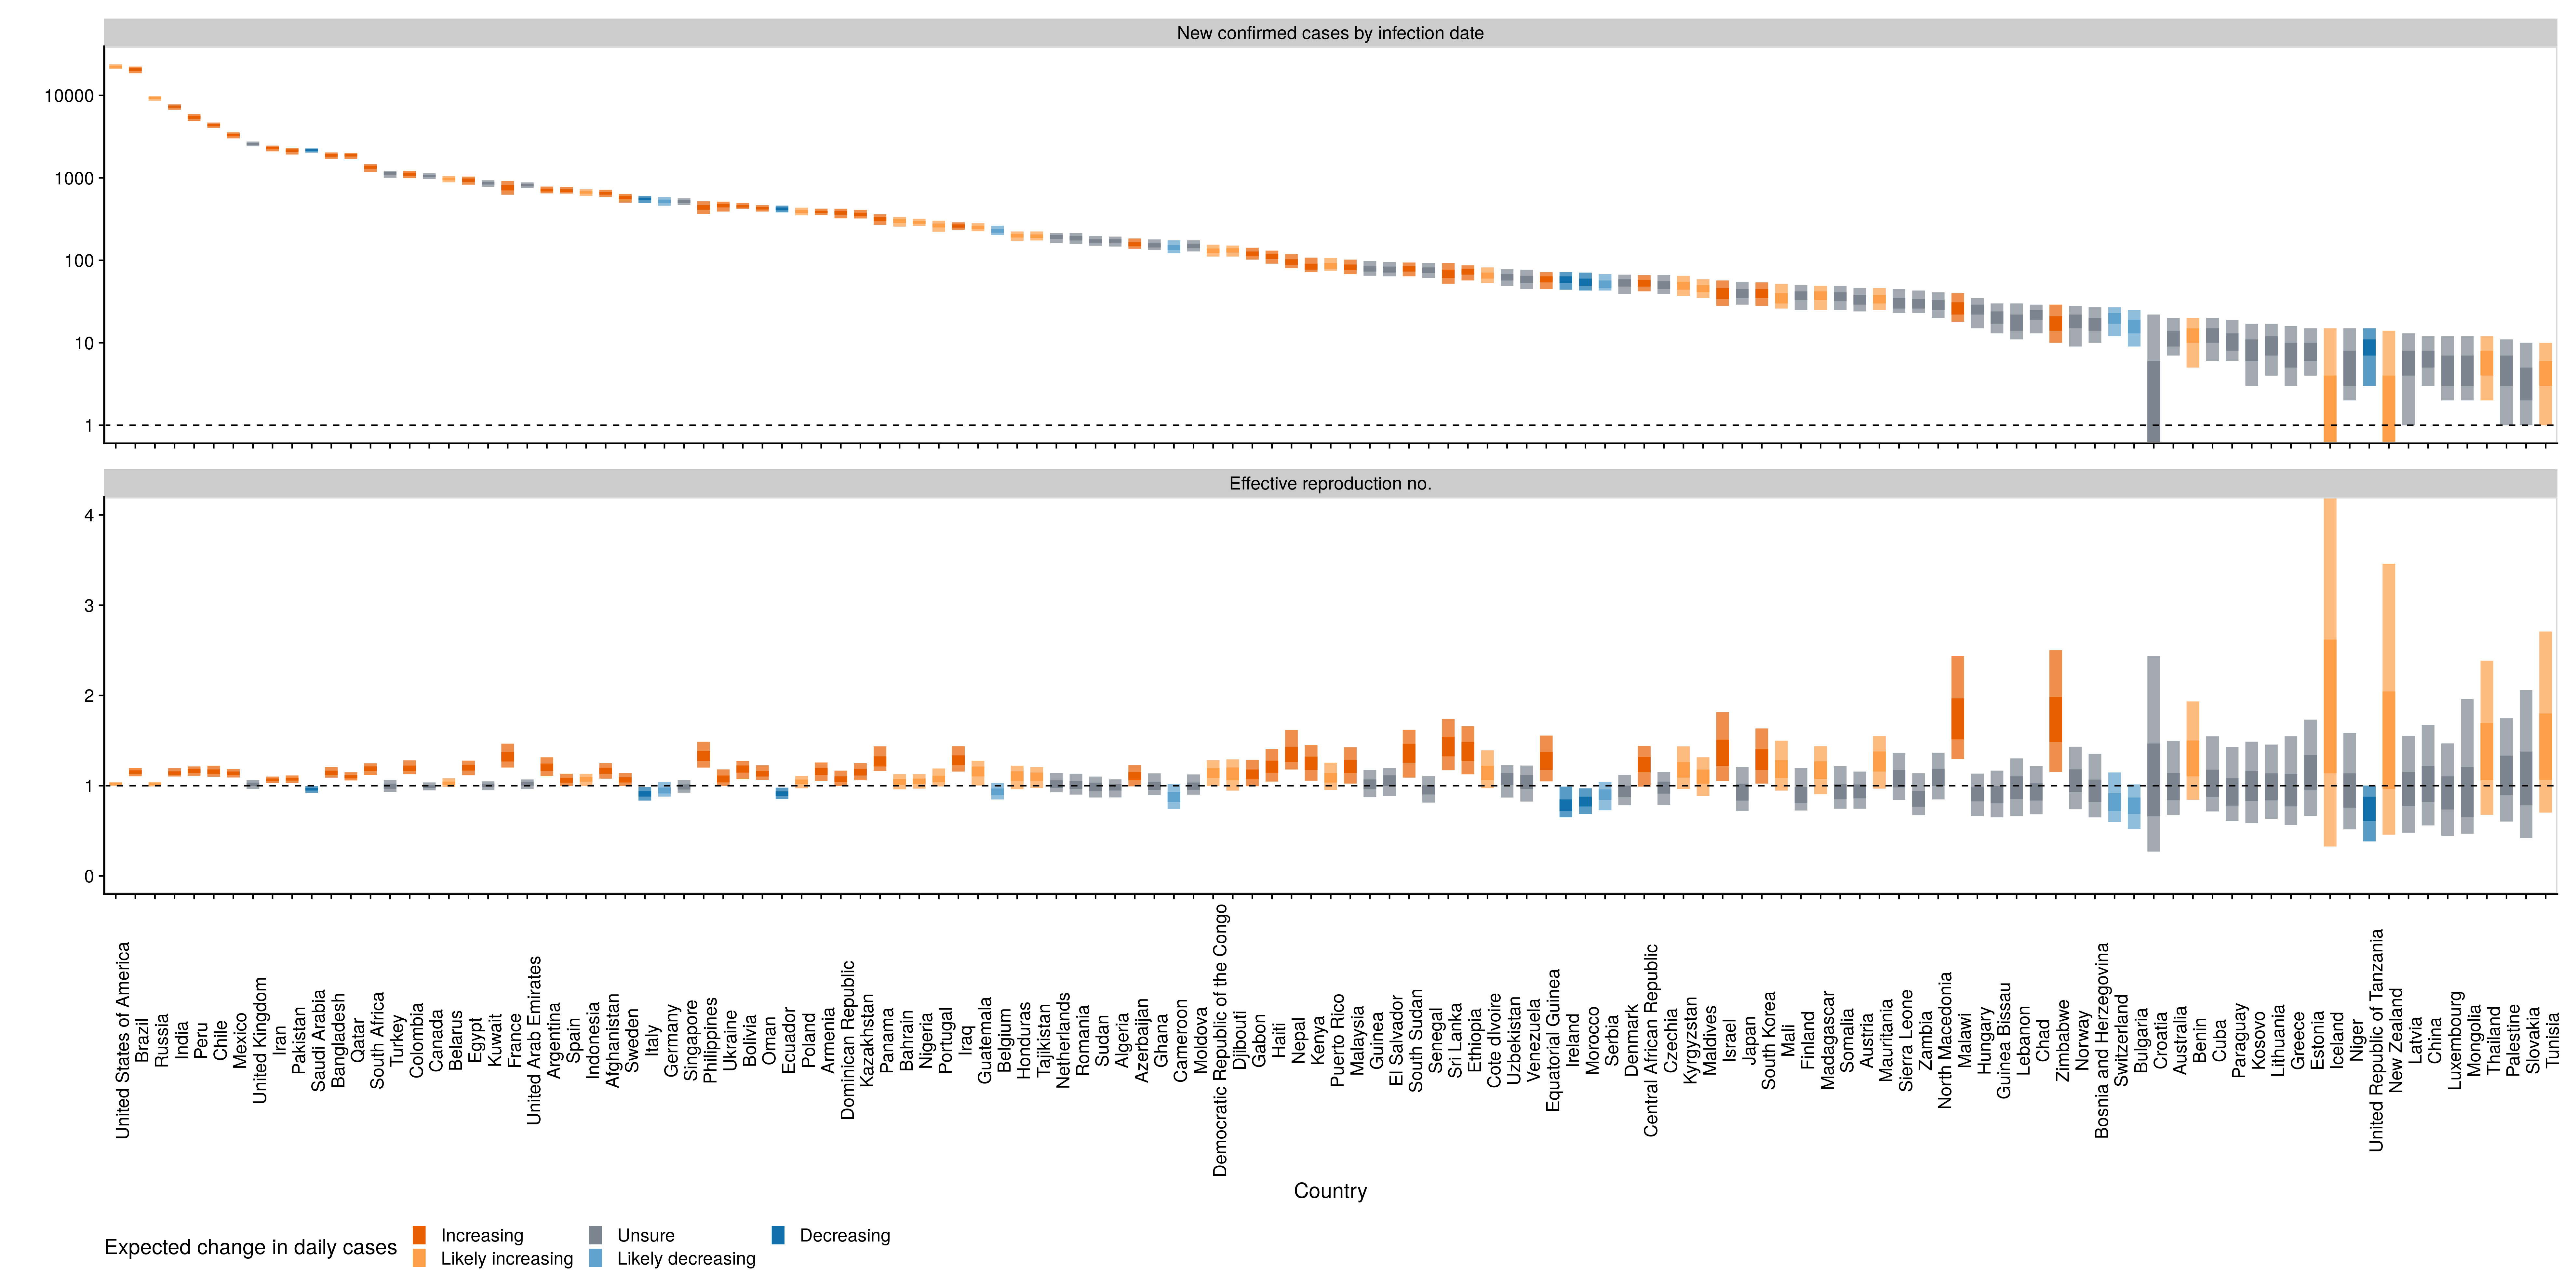 New confirmed cases by infection date
10000
1000
100
10
1
Effective reproduction no.
4
3
2
1
0
United States of America
Brazil
Russia
India
Peru
Chile
Mexico
United Kingdom
Iran
Pakistan
Saudi Arabia
Bangladesh
Qatar
South Africa
Turkey
Colombia
Canada
Belarus
Egypt
Kuwait
France
United Arab Emirates
Argentina
Spain
Indonesia
Afghanistan
Sweden
Italy
Germany
Singapore
Philippines
Ukraine
Bolivia
Oman
Ecuador
Poland
Armenia
Dominican Republic
Kazakhstan
Panama
Bahrain
Nigeria
Portugal
Iraq
Guatemala
Belgium
Honduras
Tajikistan
Netherlands
Romania
Sudan
Algeria
Azerbaijan
Ghana
Cameroon
Moldova
Democratic Republic of the Congo
Djibouti
Gabon
Haiti
Nepal
Kenya
Puerto Rico
Malaysia
Guinea
El Salvador
South Sudan
Senegal
Sri Lanka
Ethiopia
Cote dIvoire
Uzbekistan
Venezuela
Equatorial Guinea
Ireland
Morocco
Serbia
Denmark
Central African Republic
Czechia
Kyrgyzstan
Maldives
Israel
Japan
South Korea
Mali
Finland
Madagascar
Somalia
Austria
Mauritania
Sierra Leone
Zambia
North Macedonia
Malawi
Hungary
Guinea Bissau
Lebanon
Chad
Zimbabwe
Norway
Bosnia and Herzegovina
Switzerland
Bulgaria
Croatia
Australia
Benin
Cuba
Paraguay
Kosovo
Lithuania
Greece
Estonia
Iceland
Niger
United Republic of Tanzania
New Zealand
Latvia
China
Luxembourg
Mongolia
Thailand
Palestine
Slovakia
Tunisia
Country
Expected change in daily cases
Increasing
Likely increasing
Unsure
Likely decreasing
Decreasing